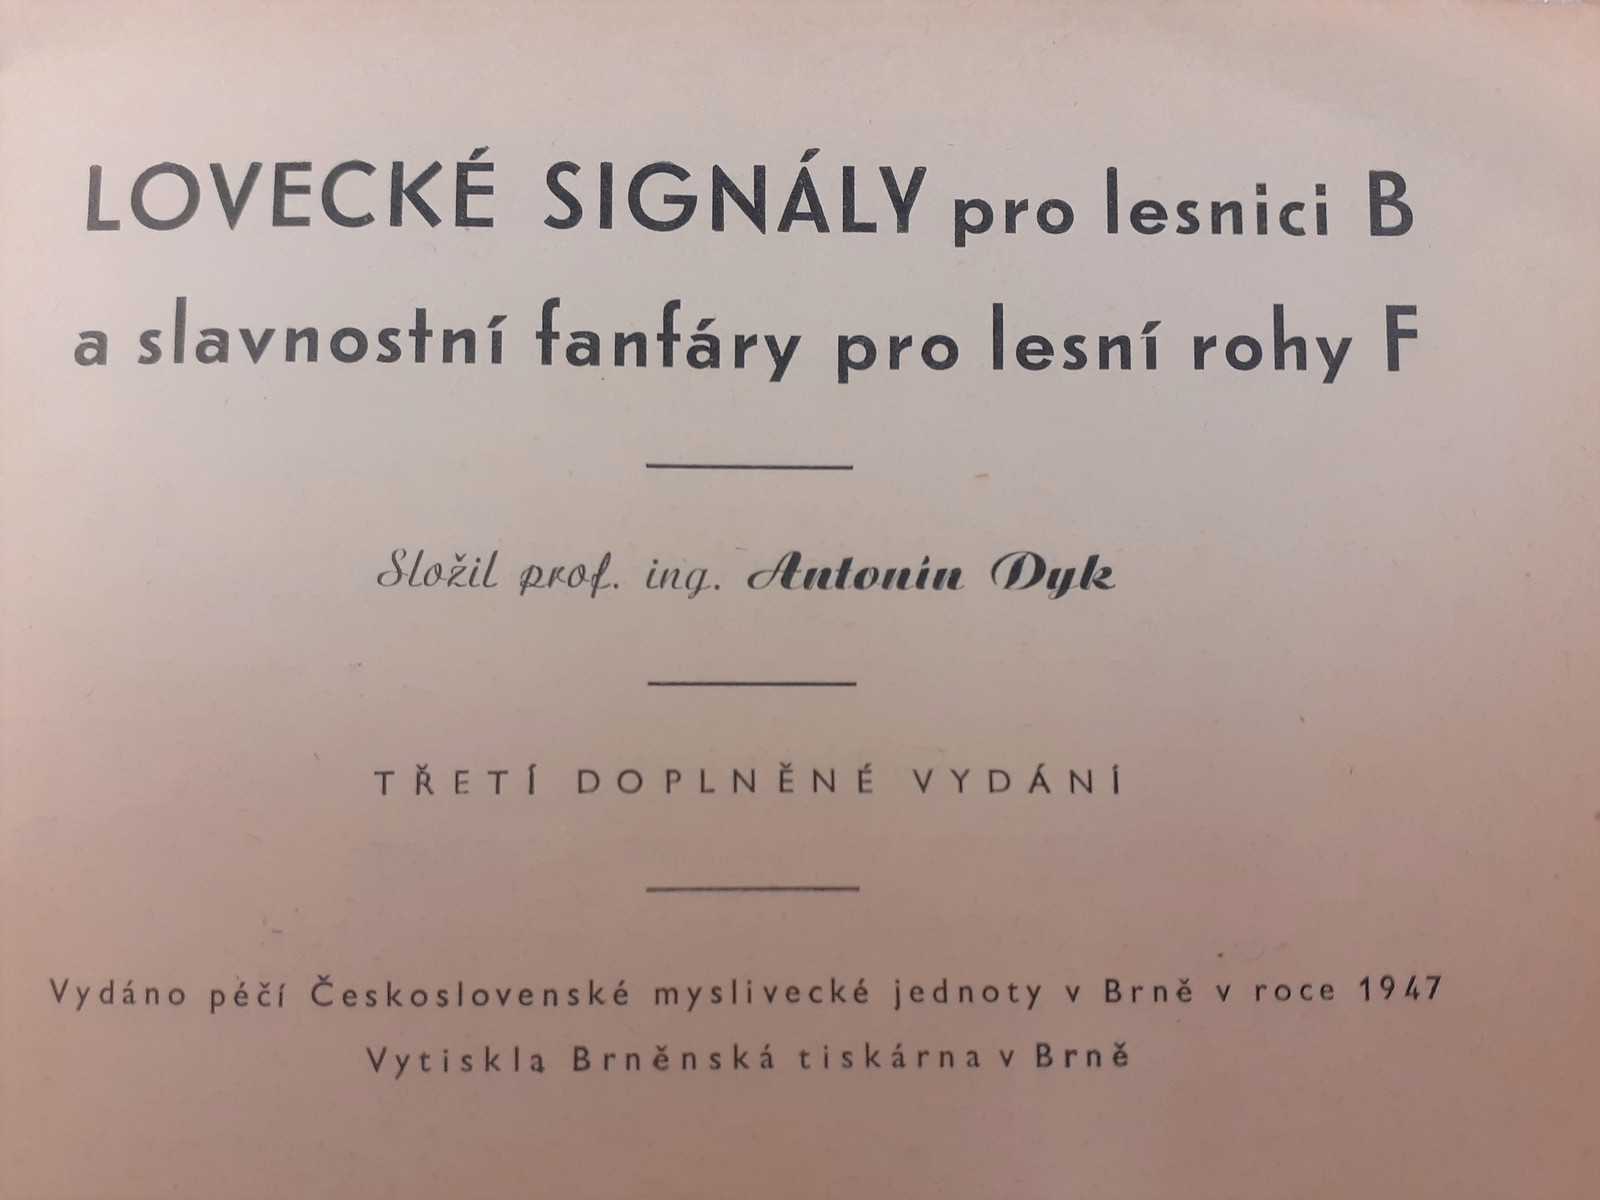 LOVECKÉ SIGNÁLY pro lesnici B
a slavnostní fanfáry pro lesní rohy F
Složil prof. ing. Antonin Dyk
TŘETÍ DOPLNĚNÉ VYDÁNÍ
Vydáno péčí Československé myslivecké jednoty v Brně v roce 1947
Vytiskla Brněnská tiskárna v Brně